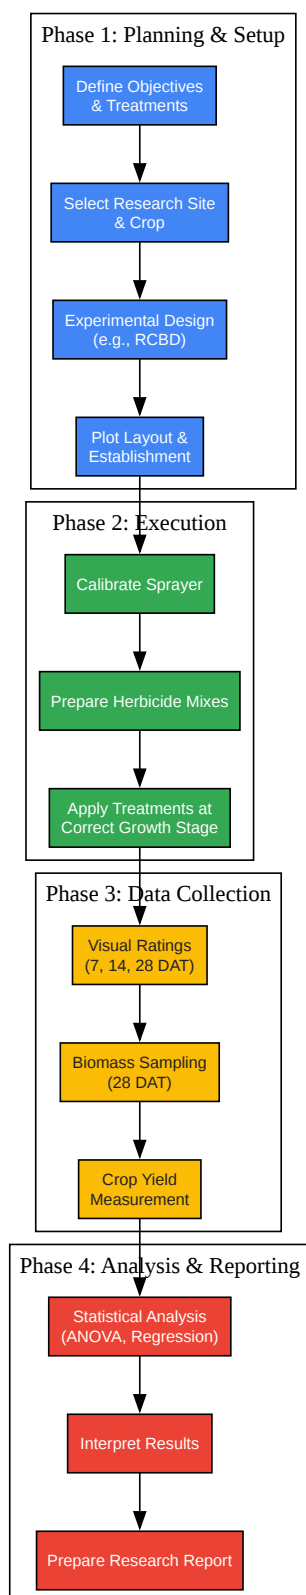 Phase 1: Planning & Setup
Define Objectives
& Treatments
Select Research Site
& Crop
Experimental Design
(e.g., RCBD)
Plot Layout &
Establishment
Phase 2: Execution
Calibrate Sprayer
Prepare Herbicide Mixes
Apply Treatments at
Correct Growth Stage
Phase 3: Data Collection
Visual Ratings
(7, 14, 28 DAT)
Biomass Sampling
(28 DAT)
Crop Yield
Measurement
Phase 4: Analysis & Reporting
Statistical Analysis
(ANOVA, Regression)
Interpret Results
Prepare Research Report